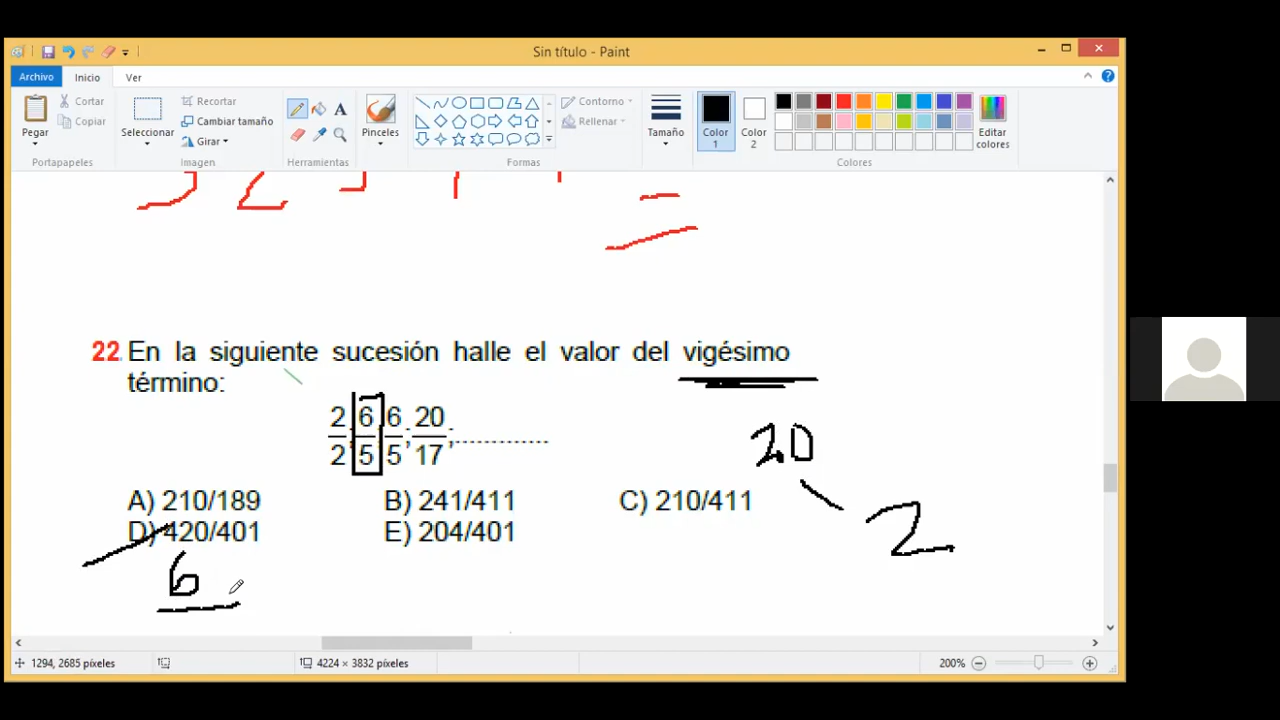 Sin título - Paint
Archivo Inicio Ver
Pegar
Cortar
Copiar
Portapapeles
Seleccionar
Recortar
Cambiar tamaño
Girar
Imagen
A
Herramientas
Pinceles
Contorno
Rellenar
Formas
Tamaño
Color 1
Color 2
Editar colores
Colores
22. En la siguiente sucesión halle el valor del vigésimo
término:
2/2; 6/5; 6/5; 20/17; ............
20
A) 210/189 B) 241/411 C) 210/411
D) 420/401 E) 204/401
2
6
1294, 2685 píxeles 4224 × 3832 píxeles 200%